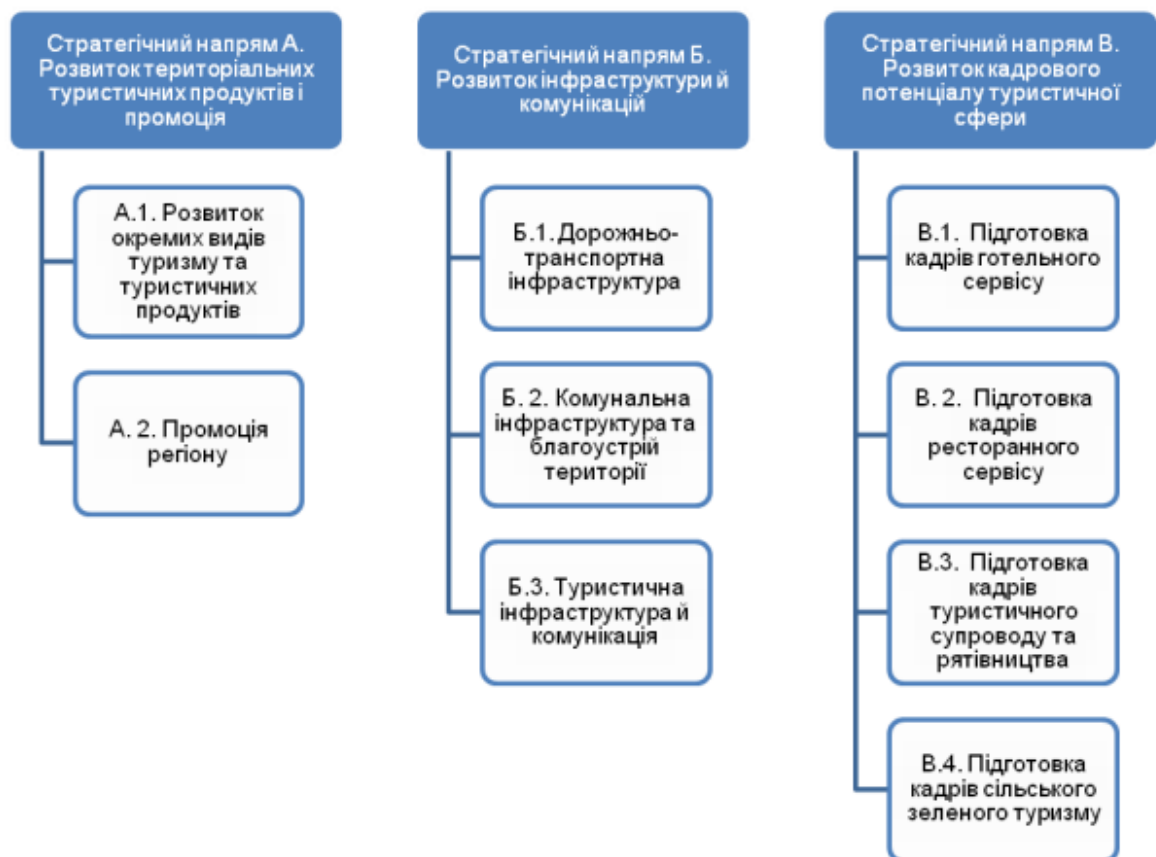 Стратегічний напрям А.
Розвиток територіальних
туристичних продуктів і
промоція
А.1. Розвиток
окремих видів
туризму та
туристичних
продуктів
А. 2. Промоція
регіону
Стратегічний напрям Б.
Розвиток інфраструктури й
комунікацій
Б.1. Дорожньо-
транспортна
інфраструктура
Б. 2. Комунальна
інфраструктура та
благоустрій
території
Б.3. Туристична
інфраструктура й
комунікація
Стратегічний напрям В.
Розвиток кадрового
потенціалу туристичної
сфери
В.1. Підготовка
кадрів готельного
сервісу
В. 2. Підготовка
кадрів
ресторанного
сервісу
В.3. Підготовка
кадрів
туристичного
супроводу та
рятівництва
В.4. Підготовка
кадрів сільського
зеленого туризму